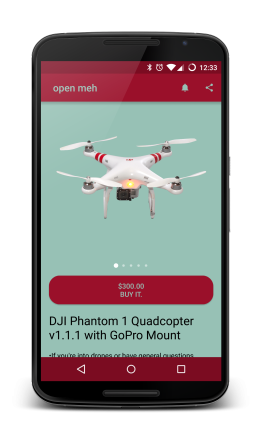 12:33
open meh
$300.00
BUY IT.
DJI Phantom 1 Quadcopter
v1.1.1 with GoPro Mount
•If you're into drones or have general questions